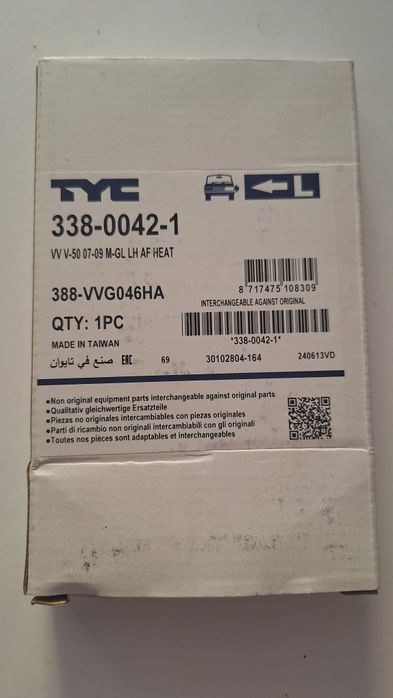 TYC
L
338-0042-1
VV V-50 07-09 M-GL LH AF HEAT
8 717475 108309
388-VVG046HA
INTERCHANGEABLE AGAINST ORIGINAL
QTY: 1PC
*338-0042-1*
MADE IN TAIWAN
صنع في تايوان EAC 69 30102804-164 240613VD
•Non original equipment parts interchangeable against original parts
•Qualitativ gleichwertige Ersatzteile
•Piezas no originales intercambiables con piezas originales
•Parti di ricambio non originali intercambiabili con gli originali
•Toutes nos pièces sont adaptables et interchangeables